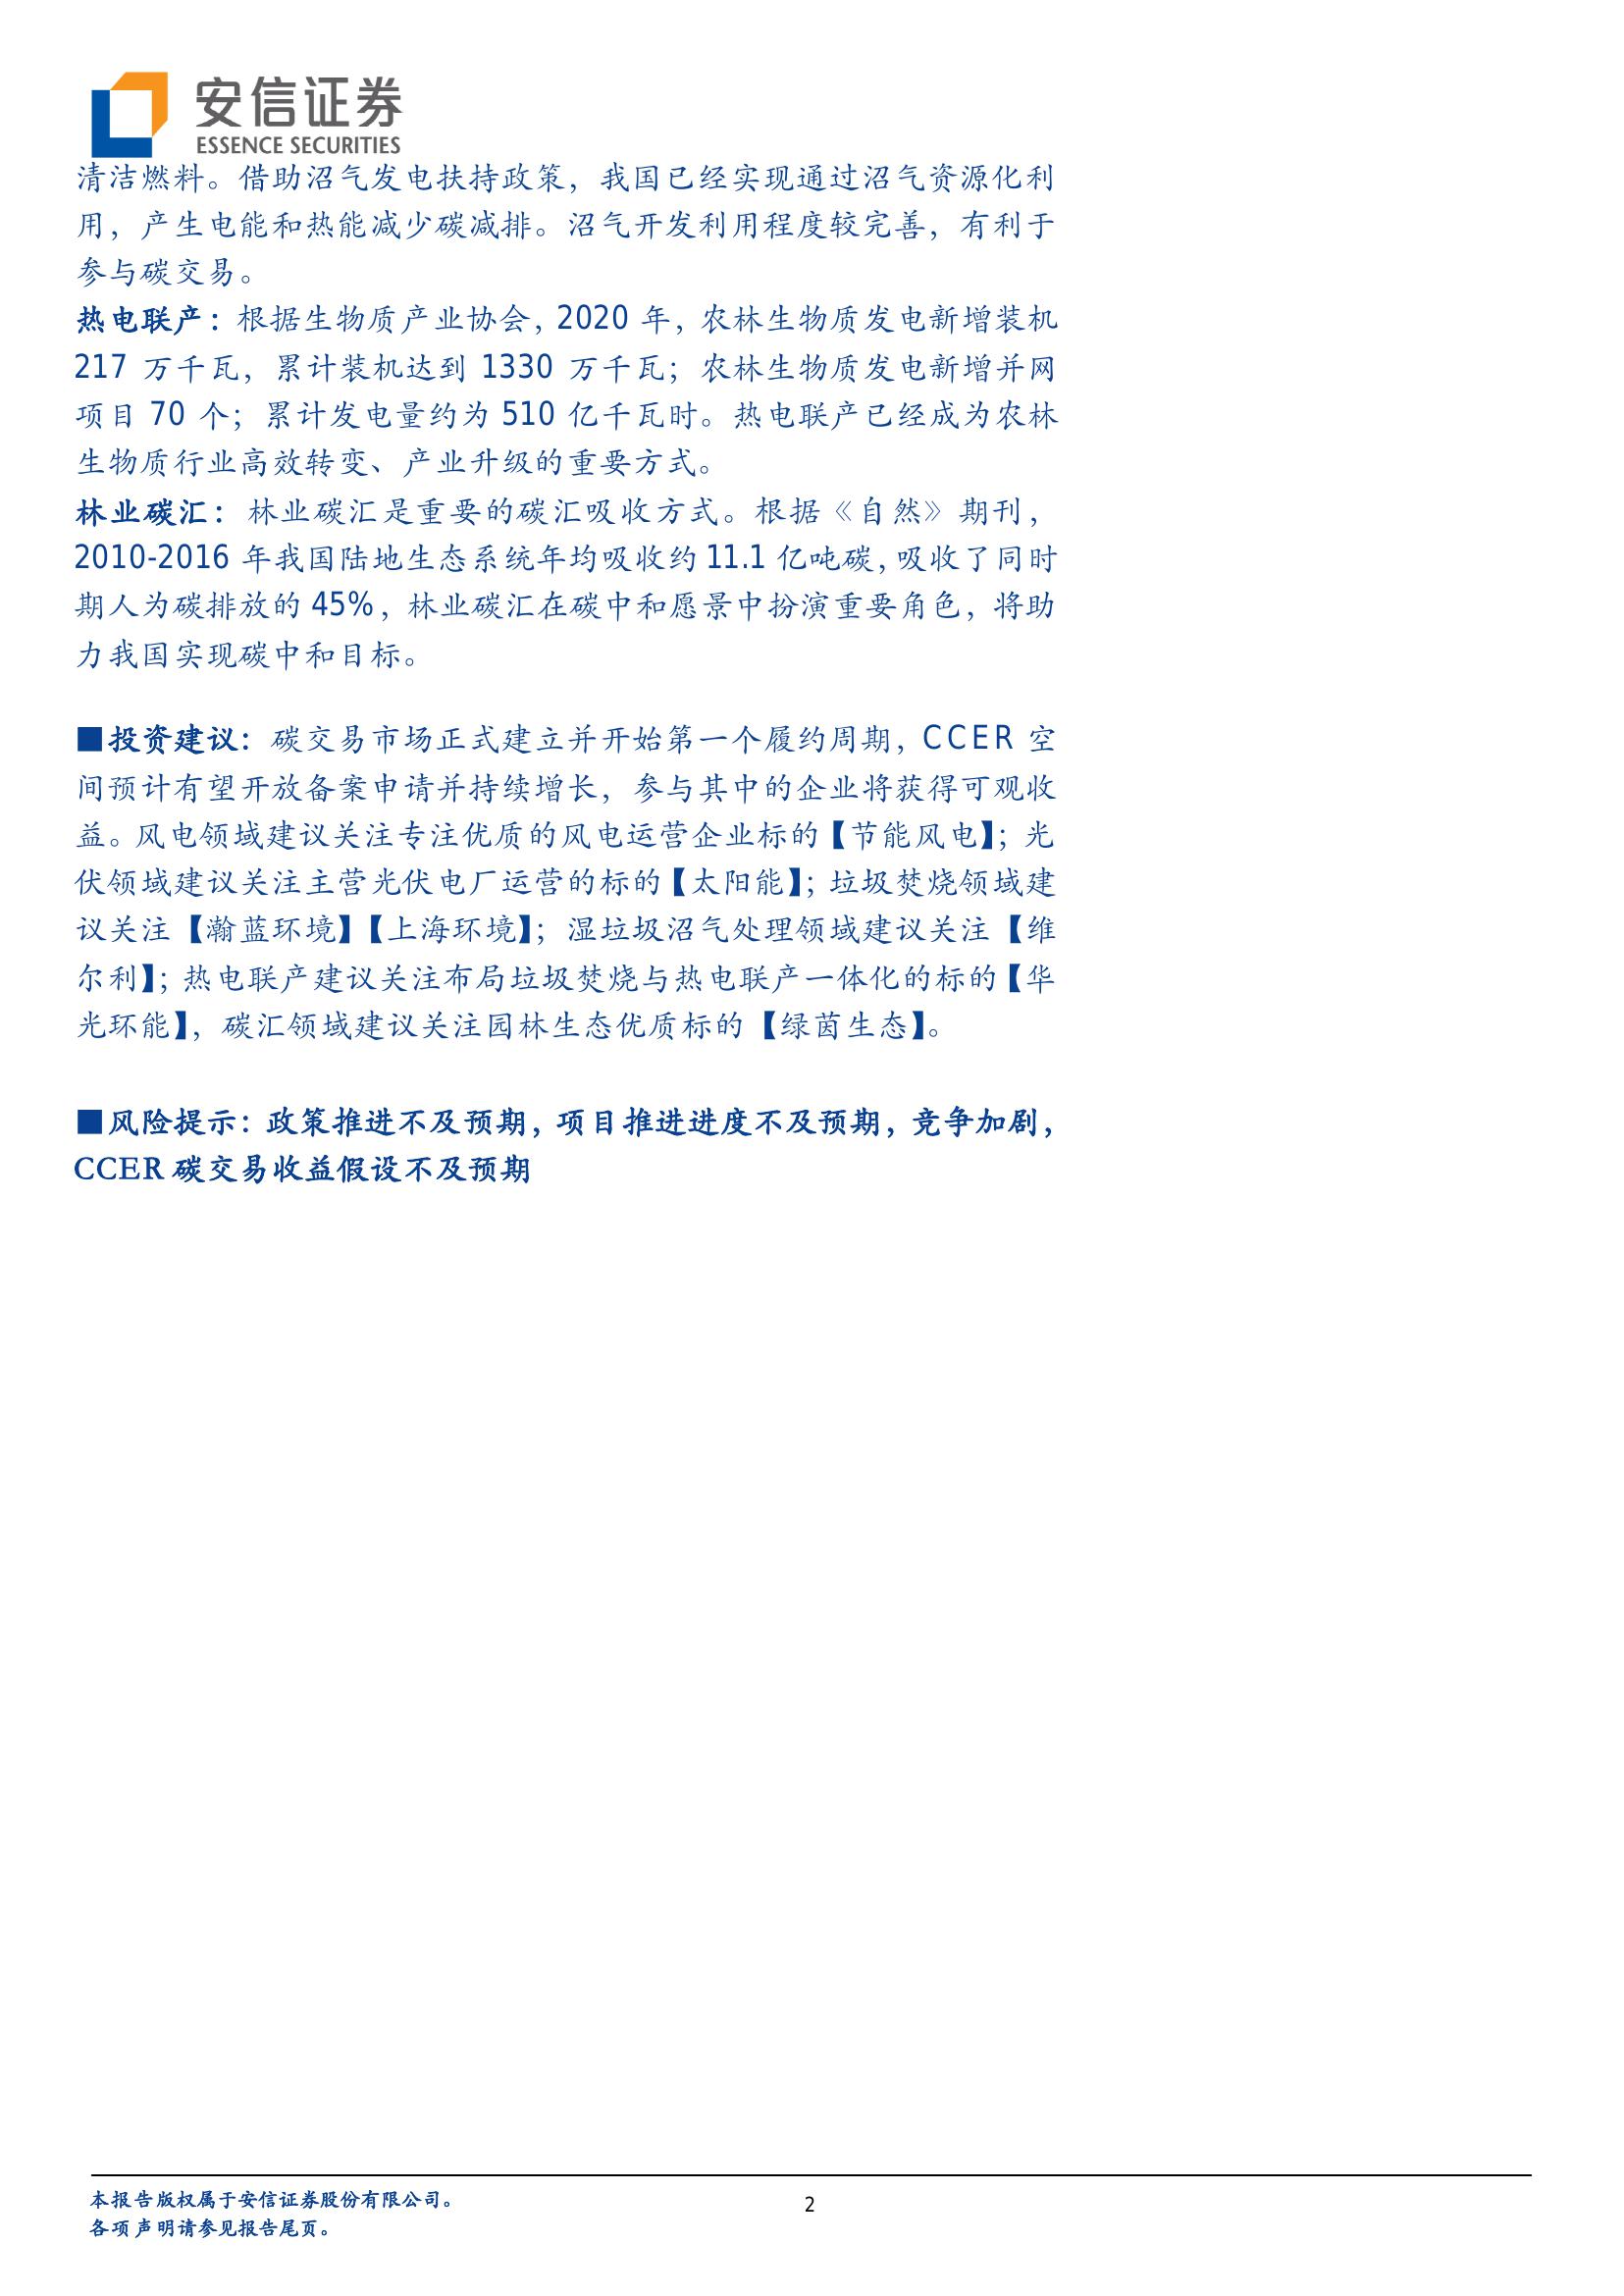 安信证券
ESSENCE SECURITIES
清洁燃料。借助沼气发电扶持政策，我国已经实现通过沼气资源化利
用，产生电能和热能减少碳减排。沼气开发利用程度较完善，有利于
参与碳交易。
热电联产：根据生物质产业协会，2020 年，农林生物质发电新增装机
217 万千瓦，累计装机达到 1330 万千瓦；农林生物质发电新增并网
项目 70 个；累计发电量约为 510 亿千瓦时。热电联产已经成为农林
生物质行业高效转变、产业升级的重要方式。
林业碳汇：林业碳汇是重要的碳汇吸收方式。根据《自然》期刊，
2010-2016 年我国陆地生态系统年均吸收约 11.1 亿吨碳，吸收了同时
期人为碳排放的 45%，林业碳汇在碳中和愿景中扮演重要角色，将助
力我国实现碳中和目标。
■投资建议：碳交易市场正式建立并开始第一个履约周期，CCER 空
间预计有望开放备案申请并持续增长，参与其中的企业将获得可观收
益。风电领域建议关注专注优质的风电运营企业标的【节能风电】；光
伏领域建议关注主营光伏电厂运营的标的【太阳能】；垃圾焚烧领域建
议关注【瀚蓝环境】【上海环境】；湿垃圾沼气处理领域建议关注【维
尔利】；热电联产建议关注布局垃圾焚烧与热电联产一体化的标的【华
光环能】，碳汇领域建议关注园林生态优质标的【绿茵生态】。
■风险提示：政策推进不及预期，项目推进进度不及预期，竞争加剧，
CCER 碳交易收益假设不及预期
本报告版权属于安信证券股份有限公司。
各项声明请参见报告尾页。
2